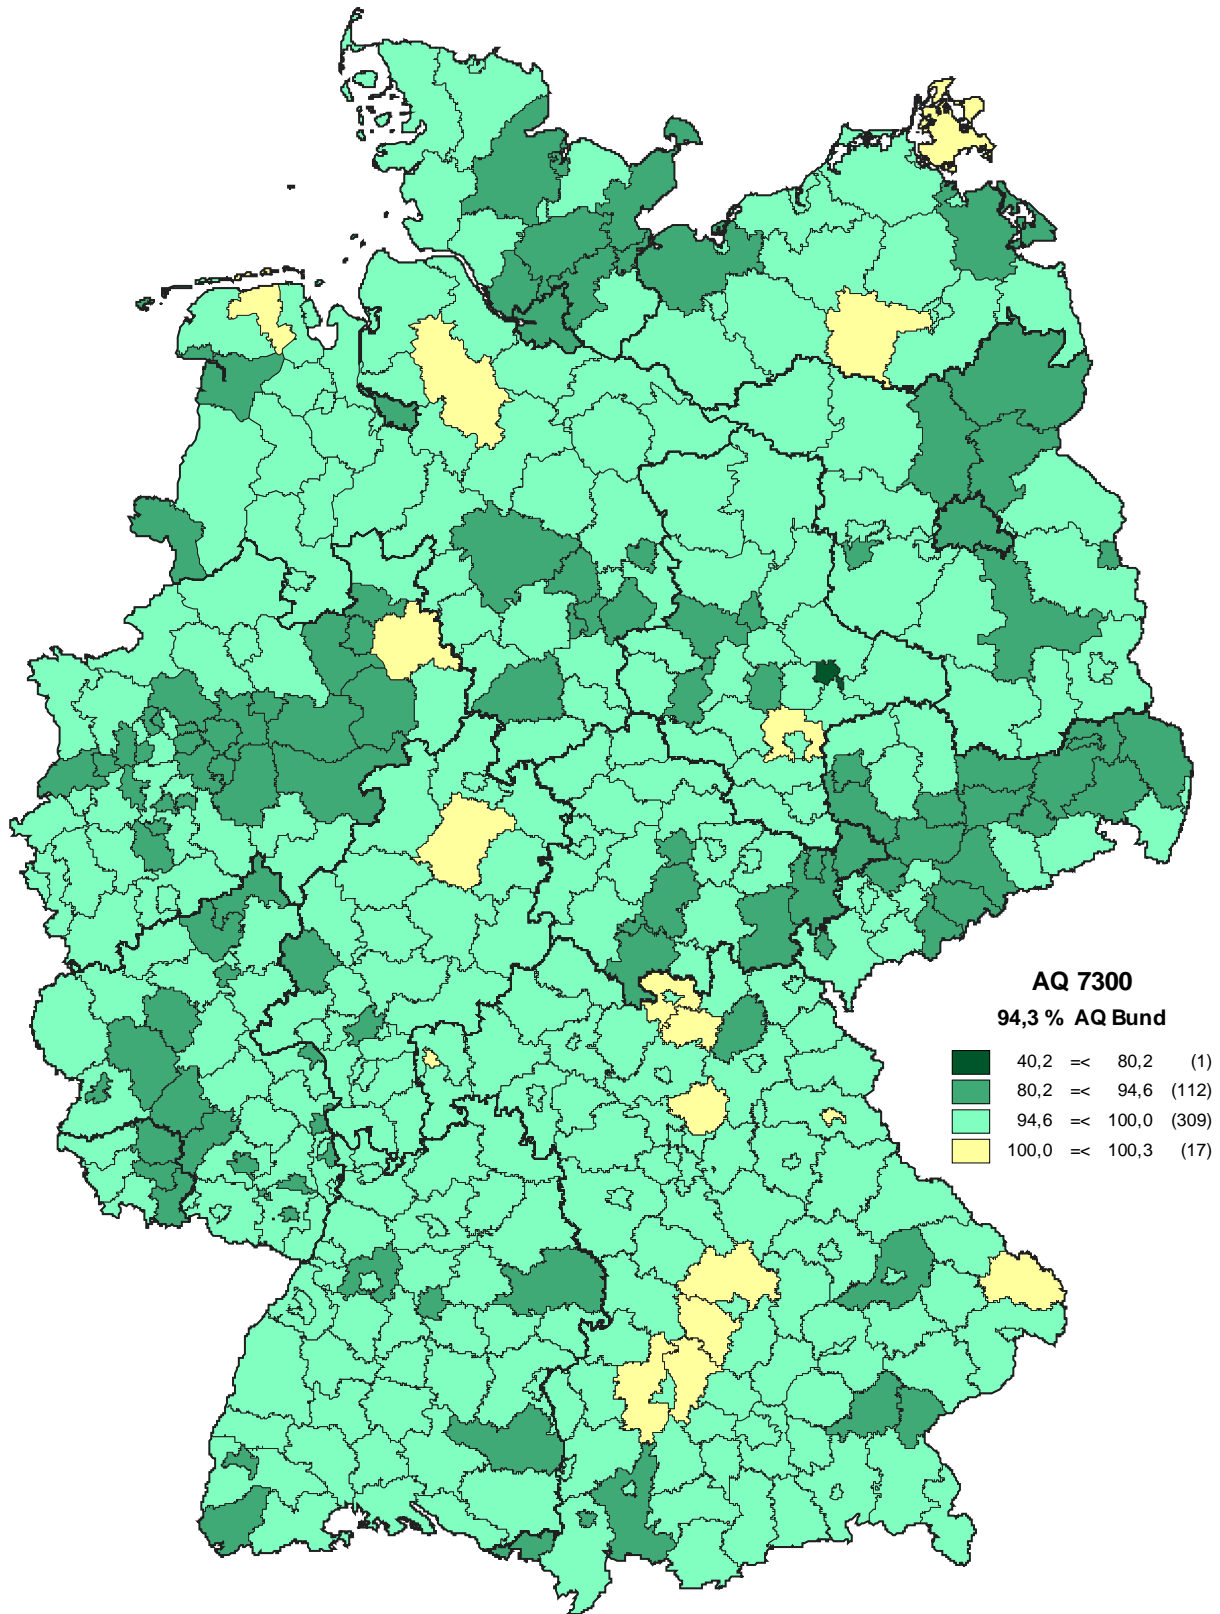 AQ 7300
94,3 % AQ Bund
40,2 =< 80,2 (1)
80,2 =< 94,6 (112)
94,6 =< 100,0 (309)
100,0 =< 100,3 (17)